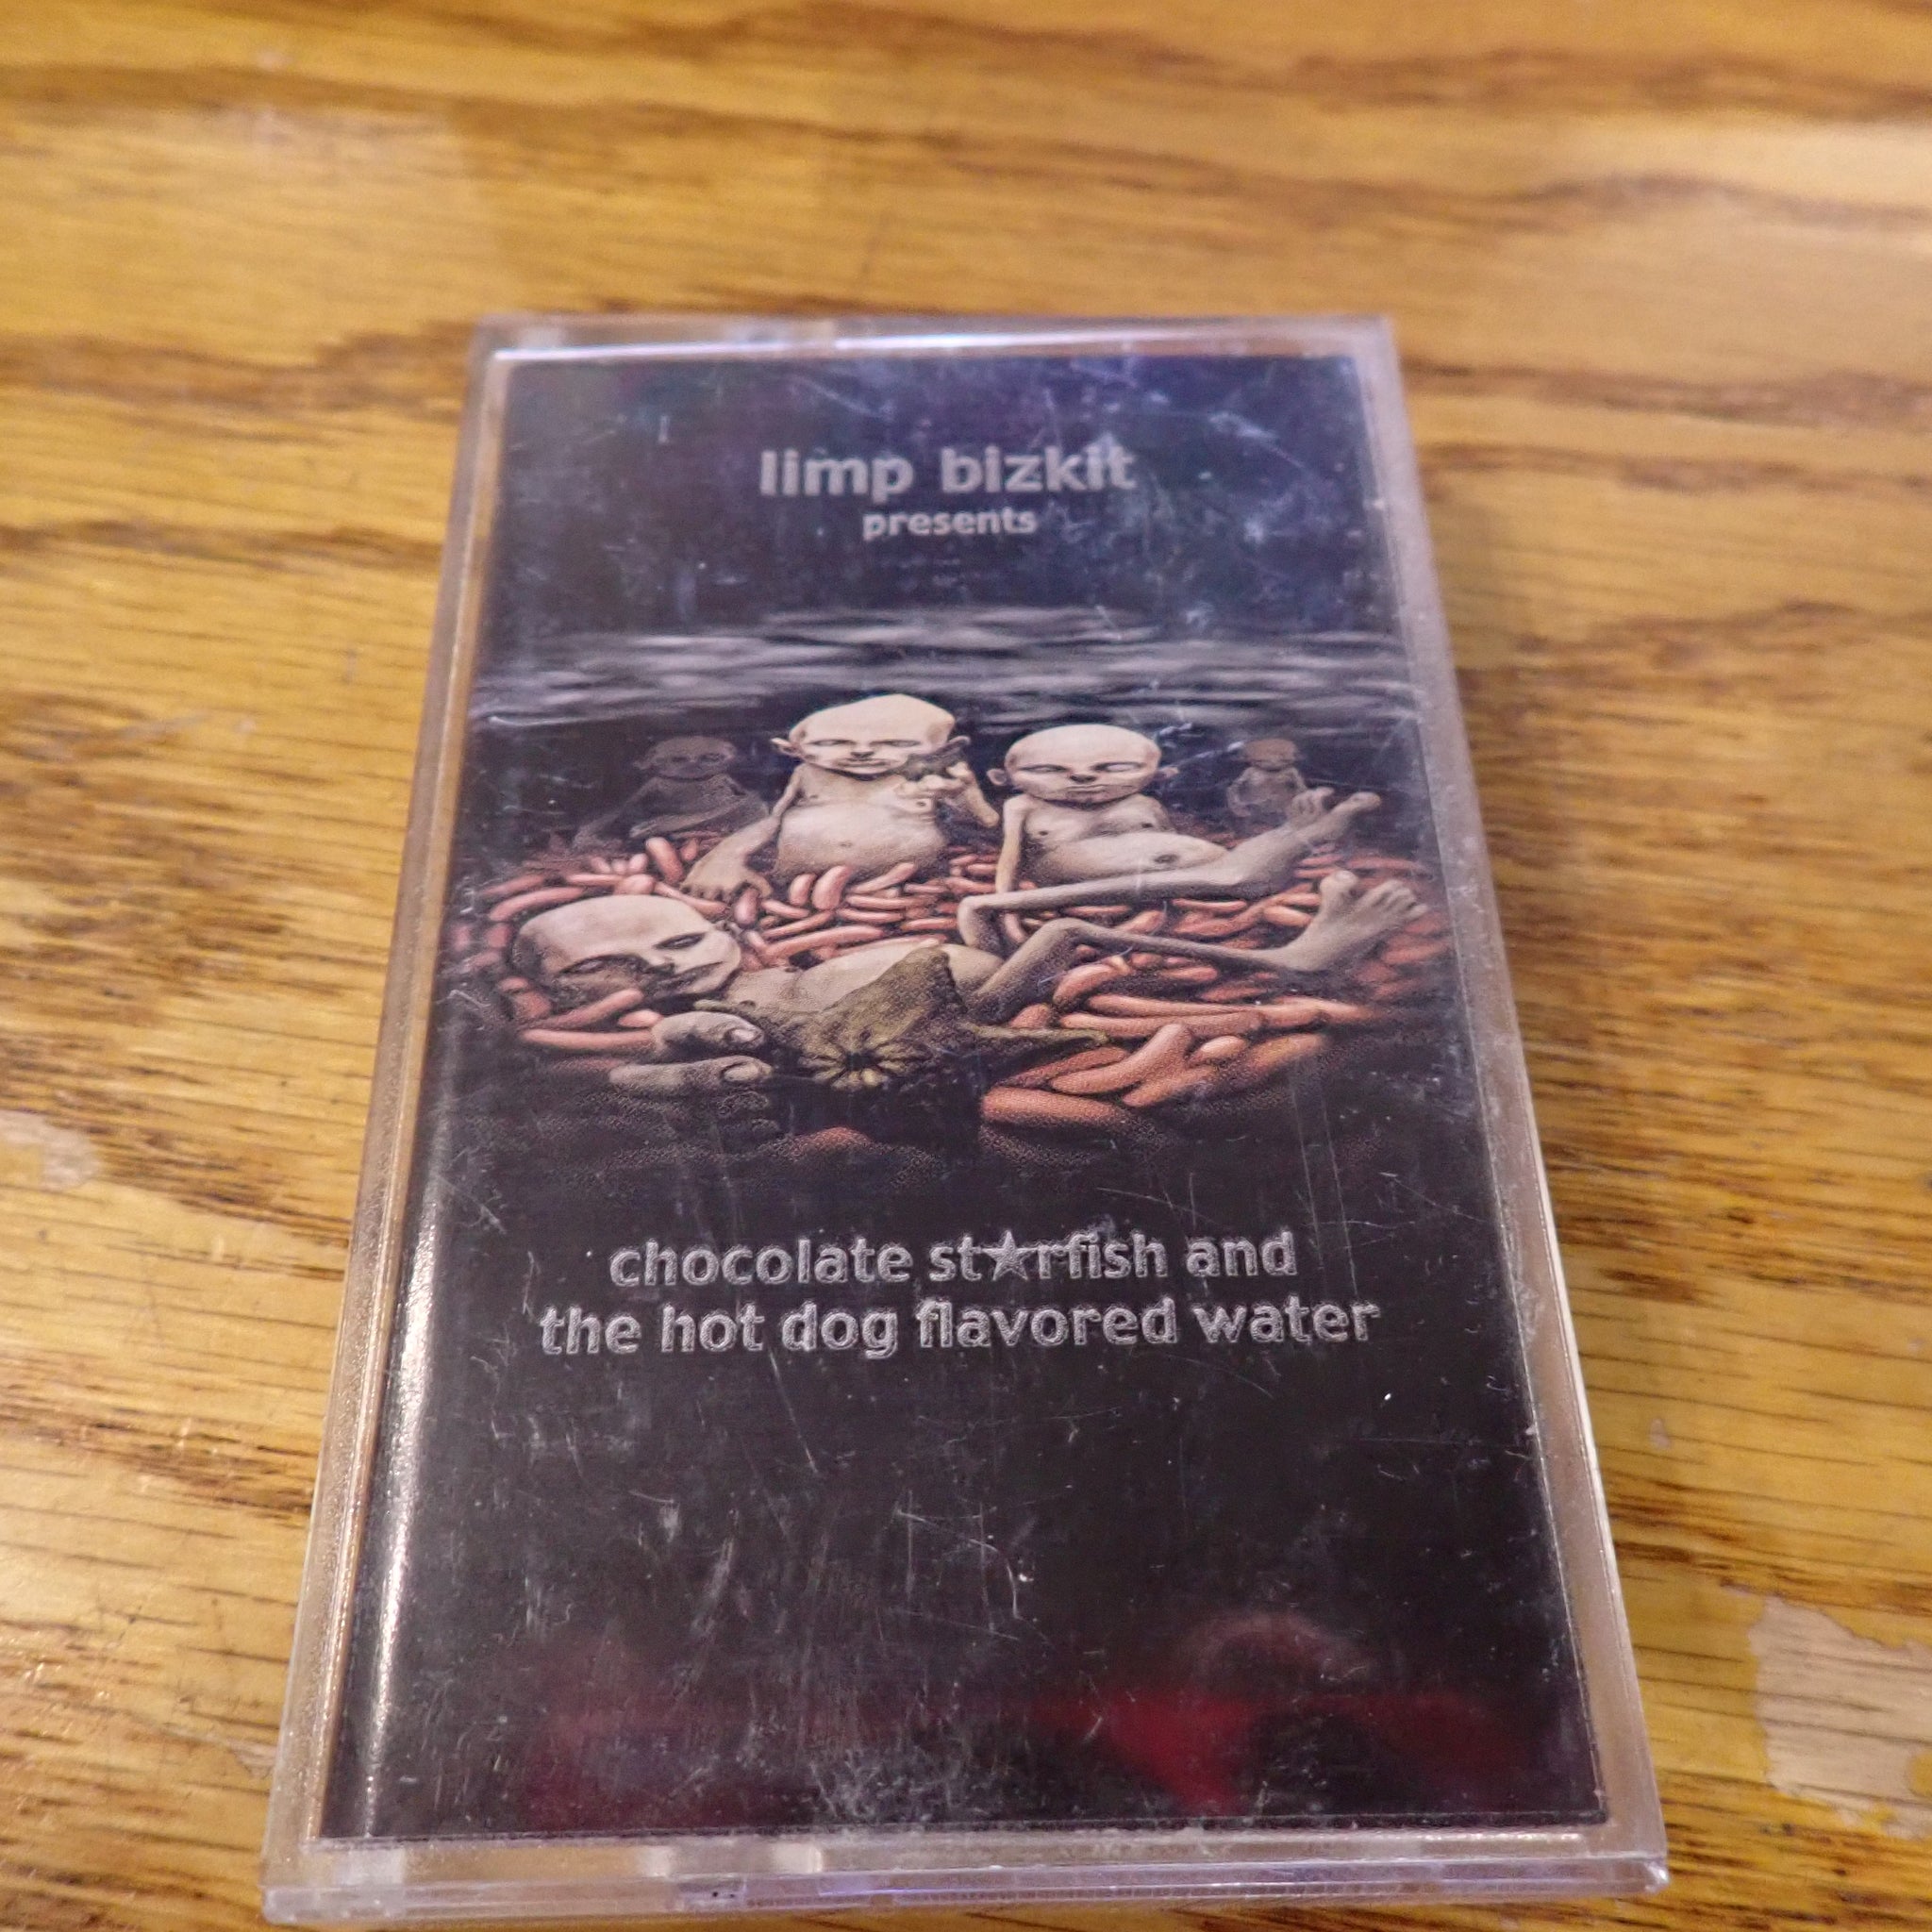 limp bizkit
presents
chocolate st★rfish and
the hot dog flavored water